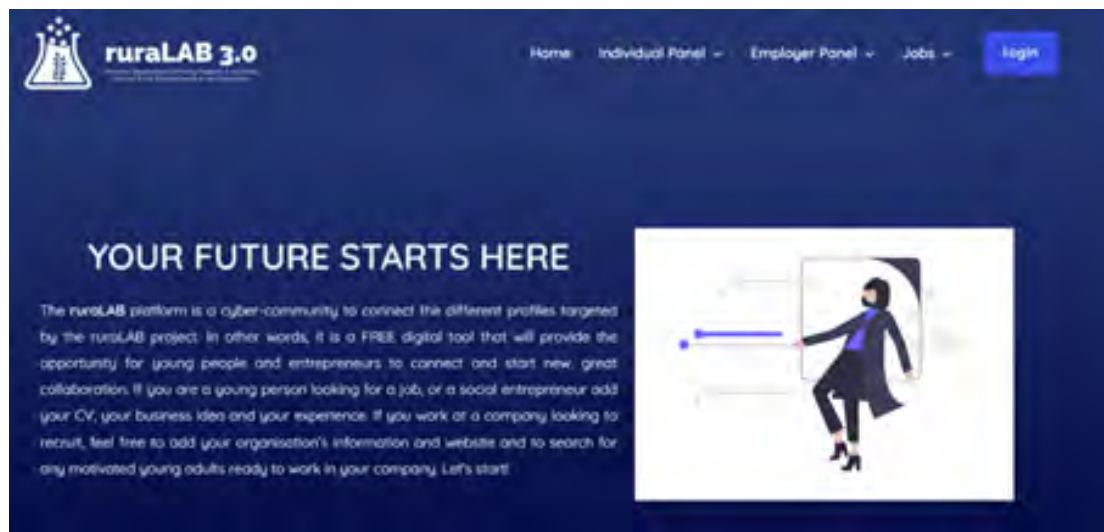 ruraLAB 3.0
Home Individual Panel Employer Panel Jobs Login
YOUR FUTURE STARTS HERE
The ruraLAB platform is a cyber-community to connect the different profiles targeted
by the ruraLAB project. In other words, it is a FREE digital tool that will provide the
opportunity for young people and entrepreneurs to connect and start new, great
collaboration. If you are a young person looking for a job, or a social entrepreneur add
your CV, your business idea and your experience. If you work at a company looking to
recruit, feel free to add your organisation's information and website and to search for
any motivated young adults ready to work in your company. Let's start!